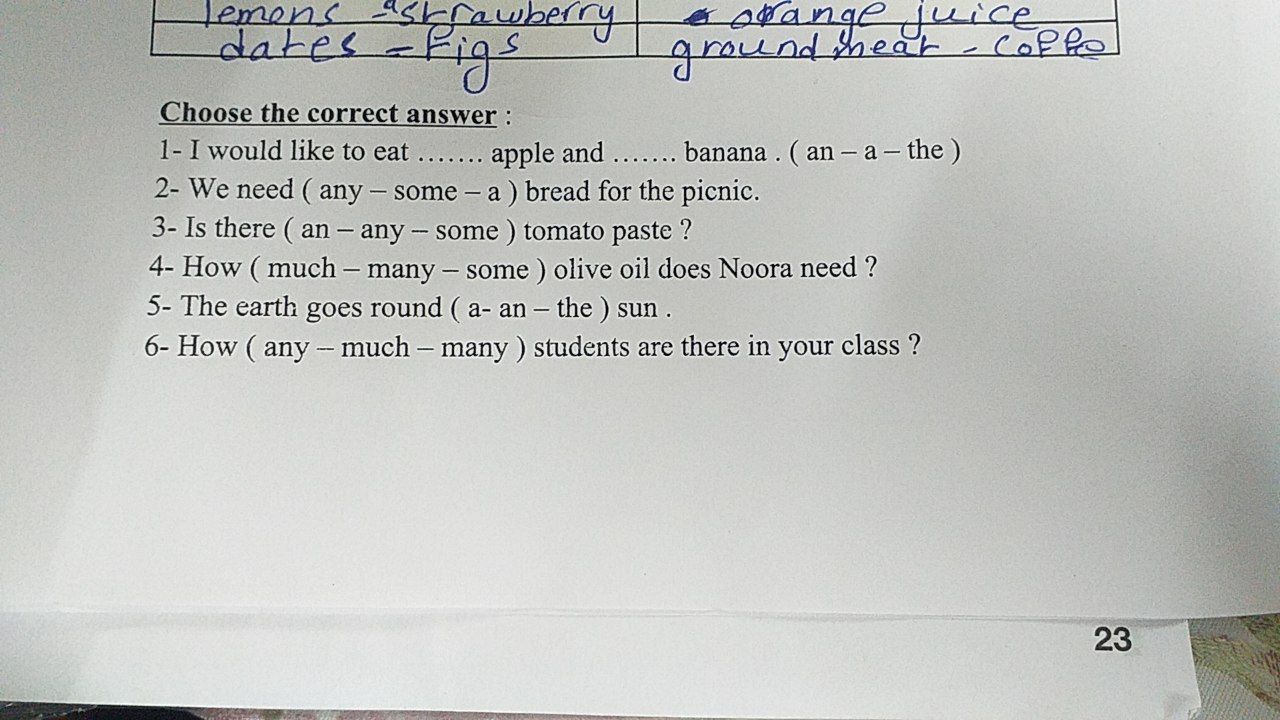 lemons - strawberry orange juice
dates - figs ground meat - Coffe
Choose the correct answer :
1- I would like to eat ....... apple and ....... banana . ( an – a – the )
2- We need ( any – some – a ) bread for the picnic.
3- Is there ( an – any – some ) tomato paste ?
4- How ( much – many – some ) olive oil does Noora need ?
5- The earth goes round ( a- an – the ) sun .
6- How ( any – much – many ) students are there in your class ?
23